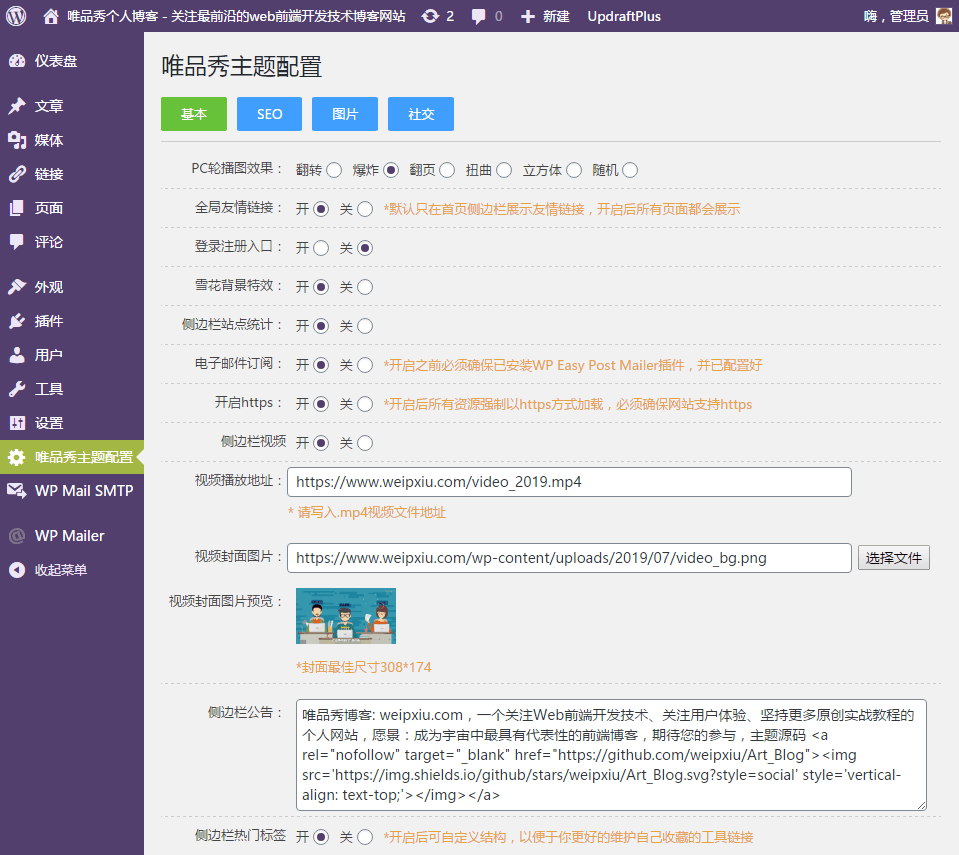 唯品秀个人博客 - 关注最前沿的web前端开发技术博客网站 2 0 新建 UpdraftPlus 嗨，管理员
仪表盘
文章
媒体
链接
页面
评论
外观
插件
用户
工具
设置
唯品秀主题配置
WP Mail SMTP
WP Mailer
收起菜单
唯品秀主题配置
基本 SEO 图片 社交
PC轮播图效果： 翻转 爆炸 翻页 扭曲 立方体 随机
全局友情链接： 开 关 *默认只在首页侧边栏展示友情链接，开启后所有页面都会展示
登录注册入口： 开 关
雪花背景特效： 开 关
侧边栏站点统计： 开 关
电子邮件订阅： 开 关 *开启之前必须确保已安装WP Easy Post Mailer插件，并已配置好
开启https： 开 关 *开启后所有资源强制以https方式加载，必须确保网站支持https
侧边栏视频 开 关
视频播放地址： https://www.weipxiu.com/video_2019.mp4
* 请写入.mp4视频文件地址
视频封面图片： https://www.weipxiu.com/wp-content/uploads/2019/07/video_bg.png 选择文件
视频封面图片预览：
*封面最佳尺寸308*174
侧边栏公告： 唯品秀博客: weipxiu.com，一个关注Web前端开发技术、关注用户体验、坚持更多原创实战教程的
个人网站，愿景：成为宇宙中最具有代表性的前端博客，期待您的参与，主题源码 <a
rel="nofollow" target="_blank" href="https://github.com/weipxiu/Art_Blog"><img
src='https://img.shields.io/github/stars/weipxiu/Art_Blog.svg?style=social' style='vertical-
align: text-top;'></img></a>
侧边栏热门标签 开 关 *开启后可自定义结构，以便于你更好的维护自己收藏的工具链接